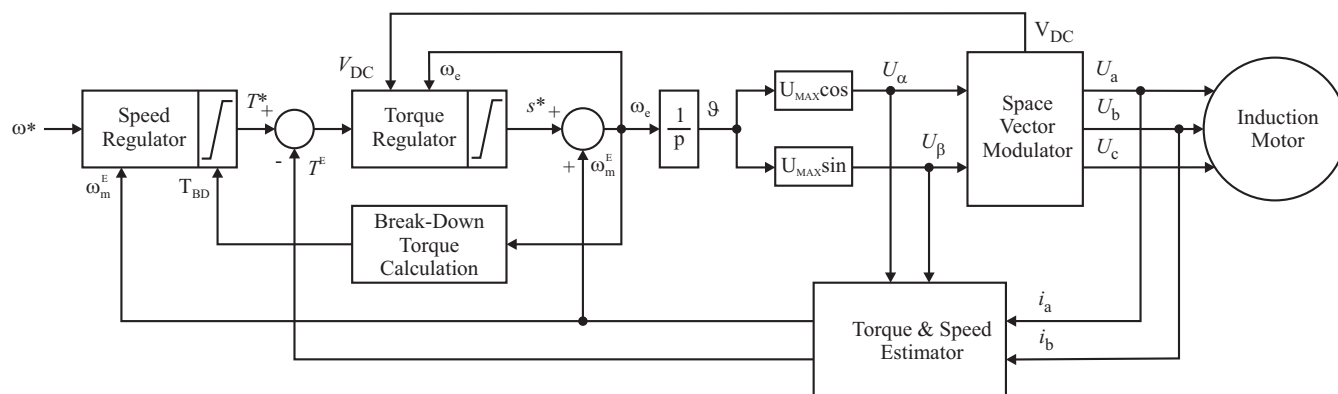 V_DC
V_DC
ω_e
ω*
Speed
Regulator
T*
+
-
T^E
Torque
Regulator
s*
+
+
ω_e
ω_m^E
1
p
ϑ
U_MAX cos
U_MAX sin
U_α
U_β
Space
Vector
Modulator
U_a
U_b
U_c
Induction
Motor
ω_m^E
T_BD
Break-Down
Torque
Calculation
Torque & Speed
Estimator
i_a
i_b